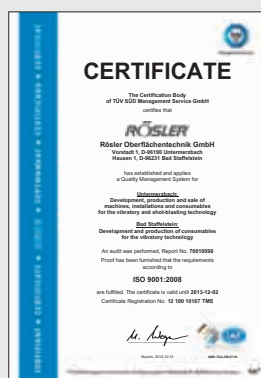 CERTIFICATE
The Certification Body
of TÜV SÜD Management Service GmbH
certifies that
RÖSLER
Rösler Oberflächentechnik GmbH
Vorstadt 1, D-96190 Untermerzbach
Hausen 1, D-96231 Bad Staffelstein
has established and applies
a Quality Management System for
Untermerzbach:
Development, production and sale of
machines, installations and consumables
for the vibratory and shot-blasting technology
Bad Staffelstein:
Development and production of consumables
for the vibratory technology
An audit was performed, Report No. 70010098
Proof has been furnished that the requirements
according to
ISO 9001:2008
are fulfilled. The certificate is valid until 2013-12-02
Certificate Registration No. 12 100 10167 TMS